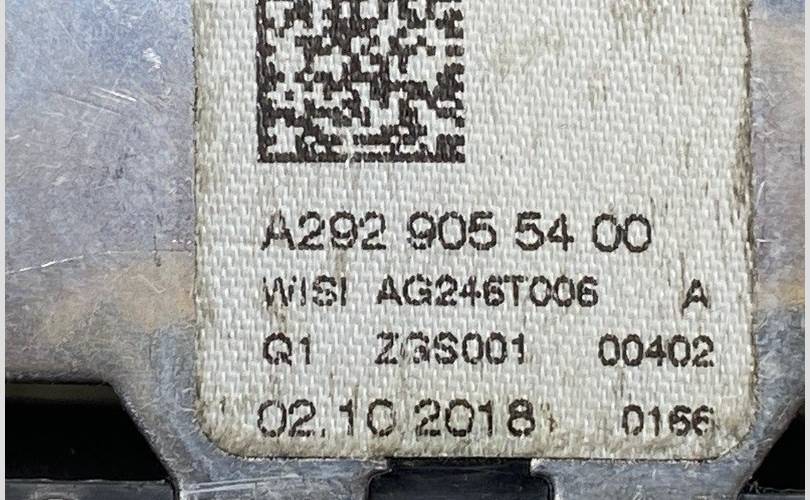 A292 905 54 00
WISI AG246T006 A
Q1 ZGS001 00402
02.10.2018 0166